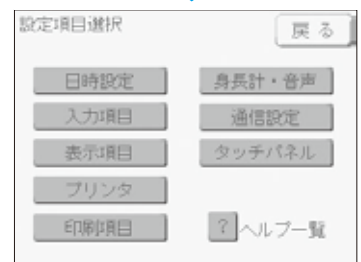 設定項目選択
戻る
日時設定
身長計・音声
入力項目
通信設定
表示項目
タッチパネル
プリンタ
印刷項目
? ヘルプ一覧